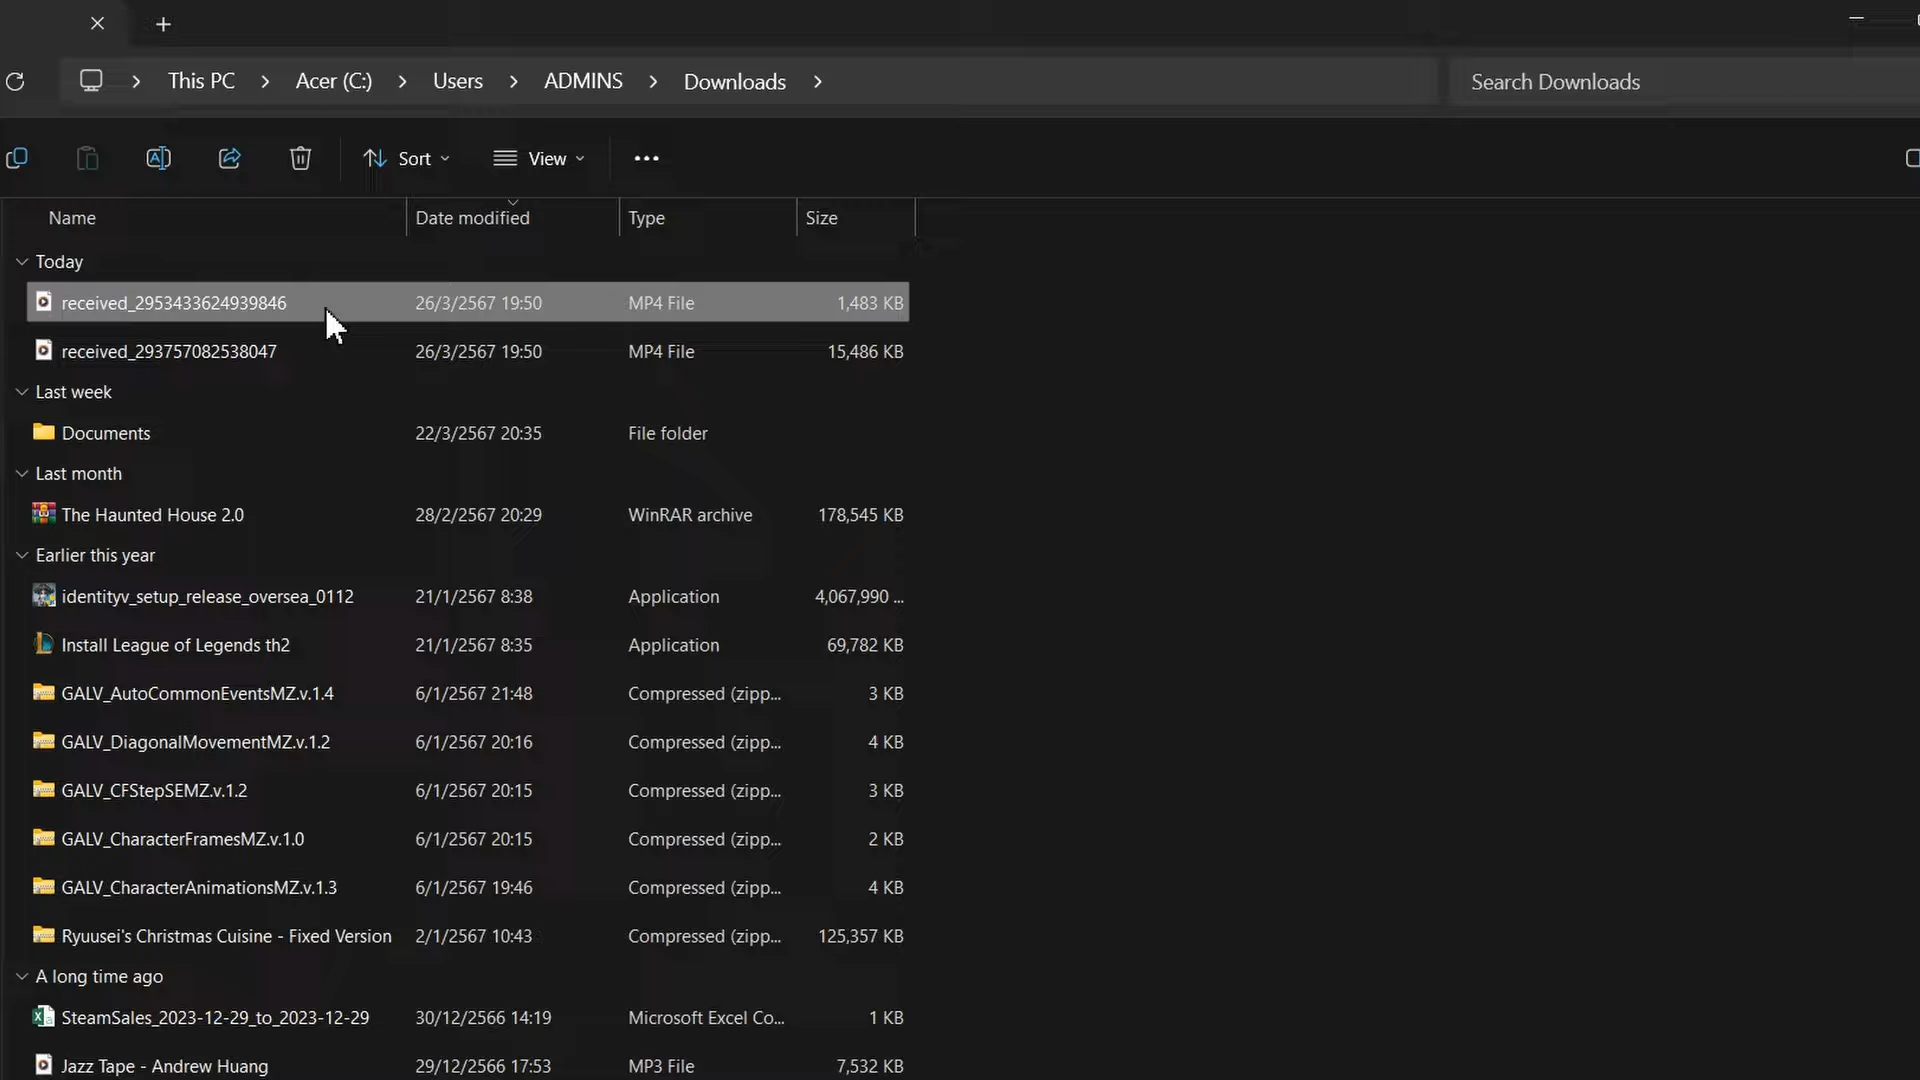 This PC > Acer (C:) > Users > ADMINS > Downloads > Search Downloads
Sort View
Name Date modified Type Size
Today
received_2953433624939846 26/3/2567 19:50 MP4 File 1,483 KB
received_293757082538047 26/3/2567 19:50 MP4 File 15,486 KB
Last week
Documents 22/3/2567 20:35 File folder
Last month
The Haunted House 2.0 28/2/2567 20:29 WinRAR archive 178,545 KB
Earlier this year
identityv_setup_release_oversea_0112 21/1/2567 8:38 Application 4,067,990 ...
Install League of Legends th2 21/1/2567 8:35 Application 69,782 KB
GALV_AutoCommonEventsMZ.v.1.4 6/1/2567 21:48 Compressed (zipp... 3 KB
GALV_DiagonalMovementMZ.v.1.2 6/1/2567 20:16 Compressed (zipp... 4 KB
GALV_CFStepSEMZ.v.1.2 6/1/2567 20:15 Compressed (zipp... 3 KB
GALV_CharacterFramesMZ.v.1.0 6/1/2567 20:15 Compressed (zipp... 2 KB
GALV_CharacterAnimationsMZ.v.1.3 6/1/2567 19:46 Compressed (zipp... 4 KB
Ryuusei's Christmas Cuisine - Fixed Version 2/1/2567 10:43 Compressed (zipp... 125,357 KB
A long time ago
SteamSales_2023-12-29_to_2023-12-29 30/12/2566 14:19 Microsoft Excel Co... 1 KB
Jazz Tape - Andrew Huang 29/12/2566 17:53 MP3 File 7,532 KB